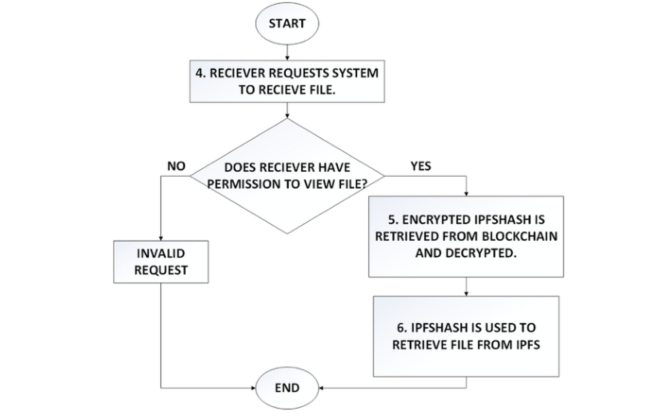 START
4. RECIEVER REQUESTS SYSTEM
TO RECIEVE FILE.
NO
DOES RECIEVER HAVE
PERMISSION TO VIEW FILE?
YES
5. ENCRYPTED IPFSHASH IS
RETRIEVED FROM BLOCKCHAIN
AND DECRYPTED.
INVALID
REQUEST
6. IPFSHASH IS USED TO
RETRIEVE FILE FROM IPFS
END